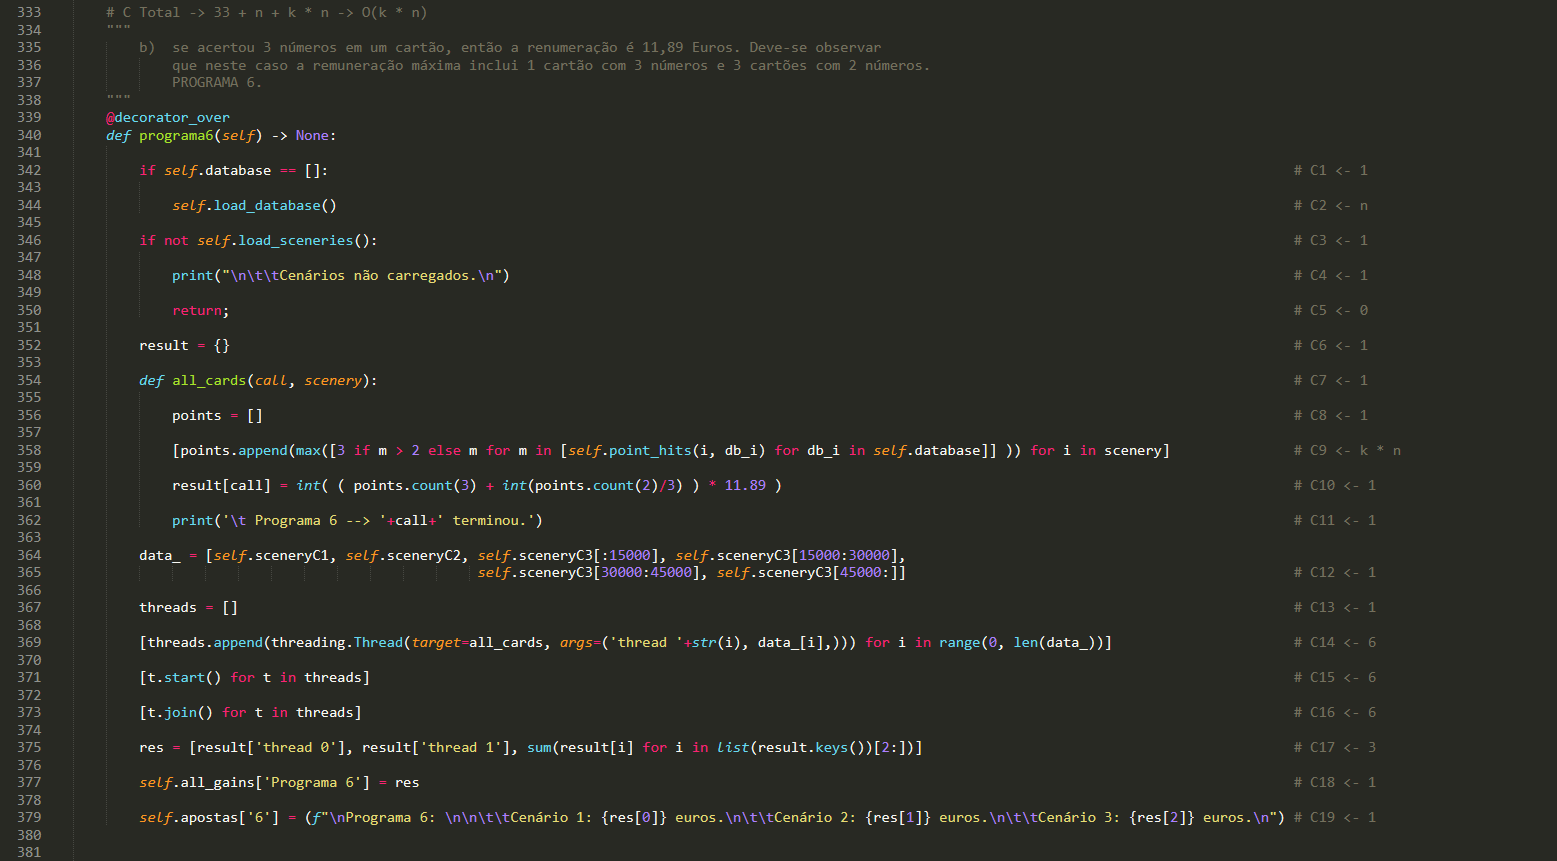 333 # C Total -> 33 + n + k * n -> O(k * n)
334 """
335 b) se acertou 3 números em um cartão, então a renumeração é 11,89 Euros. Deve-se observar
336 que neste caso a remuneração máxima inclui 1 cartão com 3 números e 3 cartões com 2 números.
337 PROGRAMA 6.
338 """
339 @decorator_over
340 def programa6(self) -> None:
341
342 if self.database == []: # C1 <- 1
343
344 self.load_database() # C2 <- n
345
346 if not self.load_sceneries(): # C3 <- 1
347
348 print("\n\t\tCenários não carregados.\n") # C4 <- 1
349
350 return; # C5 <- 0
351
352 result = {} # C6 <- 1
353
354 def all_cards(call, scenery): # C7 <- 1
355
356 points = [] # C8 <- 1
357
358 [points.append(max([3 if m > 2 else m for m in [self.point_hits(i, db_i) for db_i in self.database]] )) for i in scenery] # C9 <- k * n
359
360 result[call] = int( ( points.count(3) + int(points.count(2)/3) ) * 11.89 ) # C10 <- 1
361
362 print('\t Programa 6 --> '+call+' terminou.') # C11 <- 1
363
364 data_ = [self.sceneryC1, self.sceneryC2, self.sceneryC3[:15000], self.sceneryC3[15000:30000],
365 self.sceneryC3[30000:45000], self.sceneryC3[45000:]] # C12 <- 1
366
367 threads = [] # C13 <- 1
368
369 [threads.append(threading.Thread(target=all_cards, args=('thread '+str(i), data_[i],))) for i in range(0, len(data_))] # C14 <- 6
370
371 [t.start() for t in threads] # C15 <- 6
372
373 [t.join() for t in threads] # C16 <- 6
374
375 res = [result['thread 0'], result['thread 1'], sum(result[i] for i in list(result.keys())[2:])] # C17 <- 3
376
377 self.all_gains['Programa 6'] = res # C18 <- 1
378
379 self.apostas['6'] = (f"\nPrograma 6: \n\n\t\tCenário 1: {res[0]} euros.\n\t\tCenário 2: {res[1]} euros.\n\t\tCenário 3: {res[2]} euros.\n") # C19 <- 1
380
381